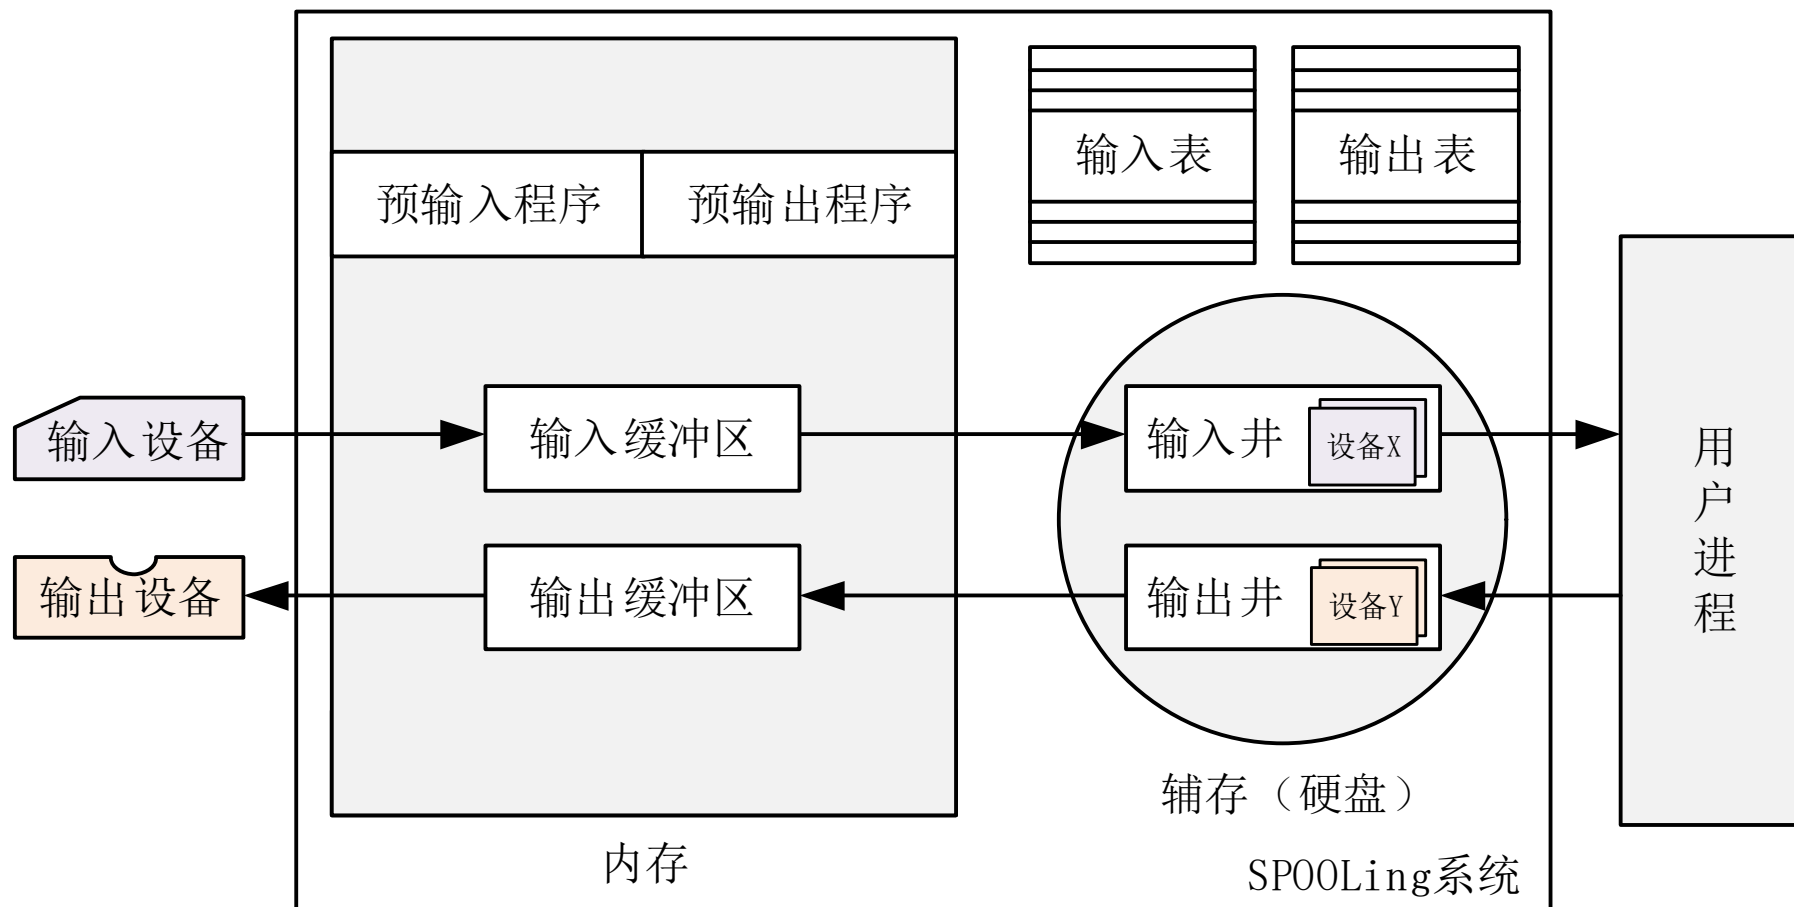 输入表
输出表
预输入程序
预输出程序
输入设备
输入缓冲区
输入井
设备X
输出设备
输出缓冲区
输出井
设备Y
用户进程
辅存（硬盘）
内存
SPOOLing系统